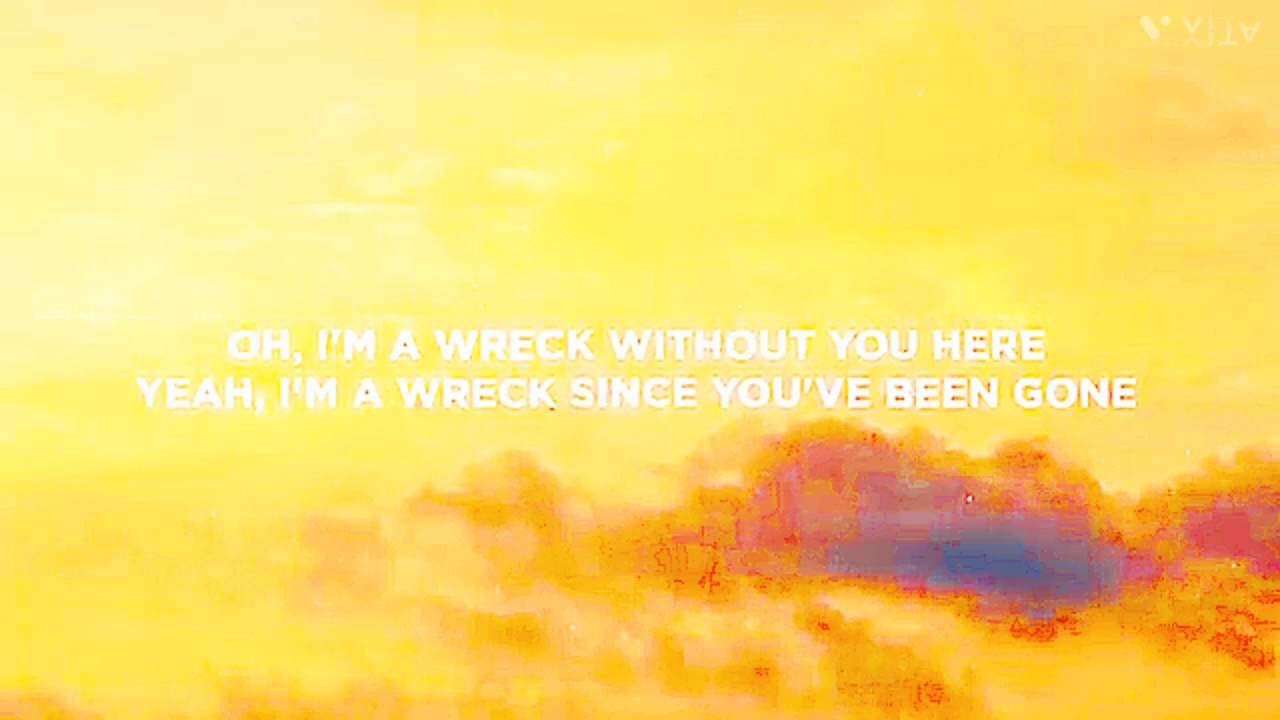 OH, I'M A WRECK WITHOUT YOU HERE
YEAH, I'M A WRECK SINCE YOU'VE BEEN GONE